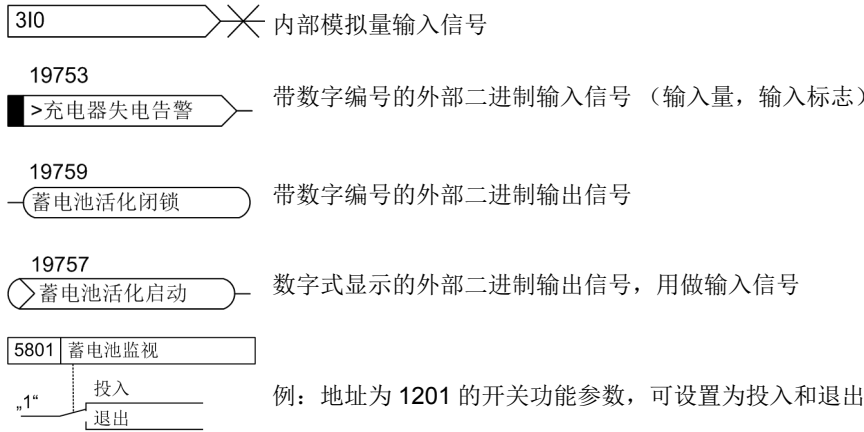 3I0
内部模拟量输入信号
19753
>充电器失电告警
带数字编号的外部二进制输入信号 （输入量，输入标志）
19759
蓄电池活化闭锁
带数字编号的外部二进制输出信号
19757
蓄电池活化启动
数字式显示的外部二进制输出信号，用做输入信号
5801 蓄电池监视
„1“
投入
退出
例：地址为 1201 的开关功能参数，可设置为投入和退出